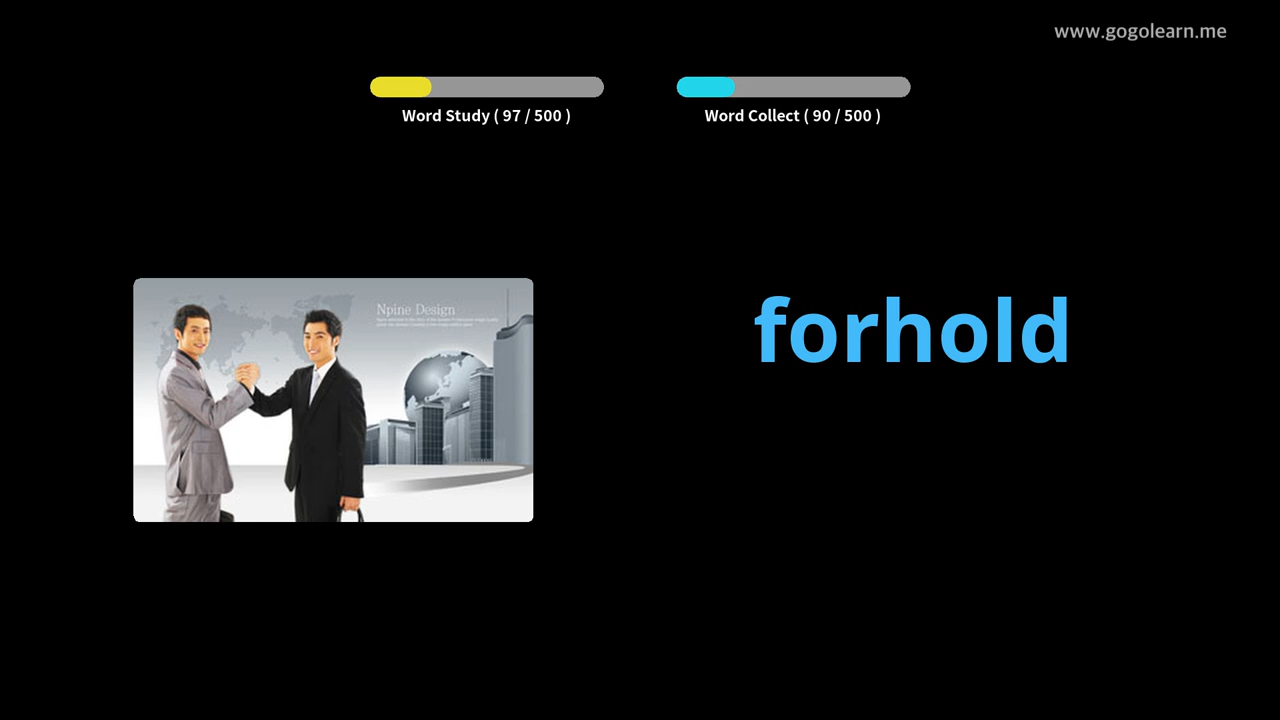 www.gogolearn.me
Word Study ( 97 / 500 )
Word Collect ( 90 / 500 )
Npine Design
forhold